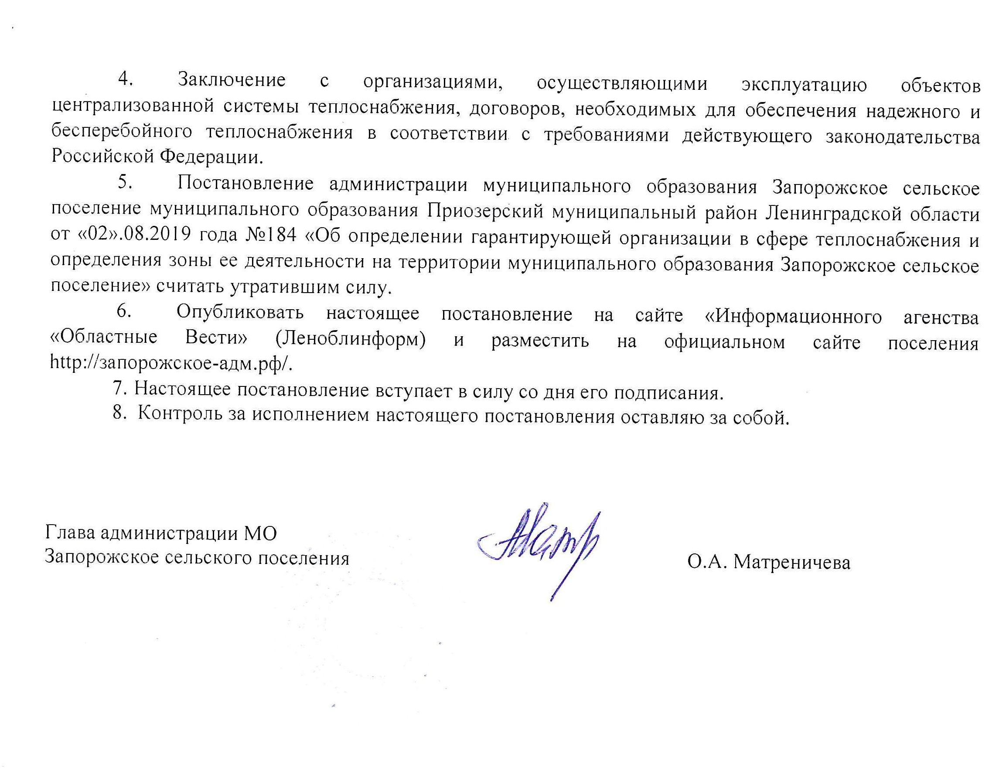 4. Заключение с организациями, осуществляющими эксплуатацию объектов
централизованной системы теплоснабжения, договоров, необходимых для обеспечения надежного и
бесперебойного теплоснабжения в соответствии с требованиями действующего законодательства
Российской Федерации.
5. Постановление администрации муниципального образования Запорожское сельское
поселение муниципального образования Приозерский муниципальный район Ленинградской области
от «02».08.2019 года №184 «Об определении гарантирующей организации в сфере теплоснабжения и
определения зоны ее деятельности на территории муниципального образования Запорожское сельское
поселение» считать утратившим силу.
6. Опубликовать настоящее постановление на сайте «Информационного агенства
«Областные Вести» (Леноблинформ) и разместить на официальном сайте поселения
http://запорожское-адм.рф/.
7. Настоящее постановление вступает в силу со дня его подписания.
8. Контроль за исполнением настоящего постановления оставляю за собой.
Глава администрации МО
Запорожское сельского поселения
О.А. Матреничева